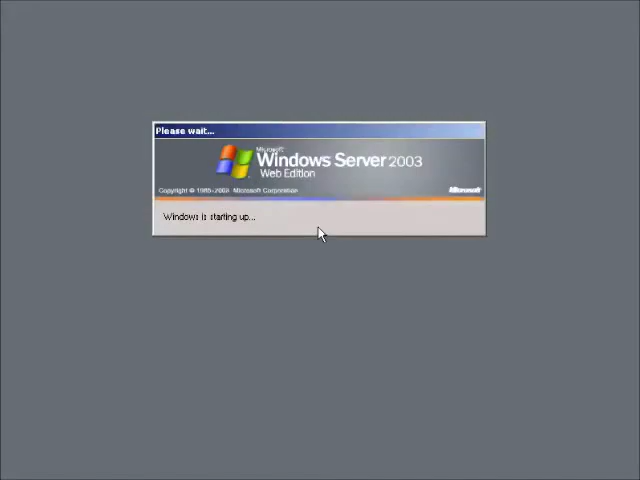 Please wait...
Microsoft
Windows Server 2003
Web Edition
Copyright © 1985-2003 Microsoft Corporation
Microsoft
Windows is starting up...